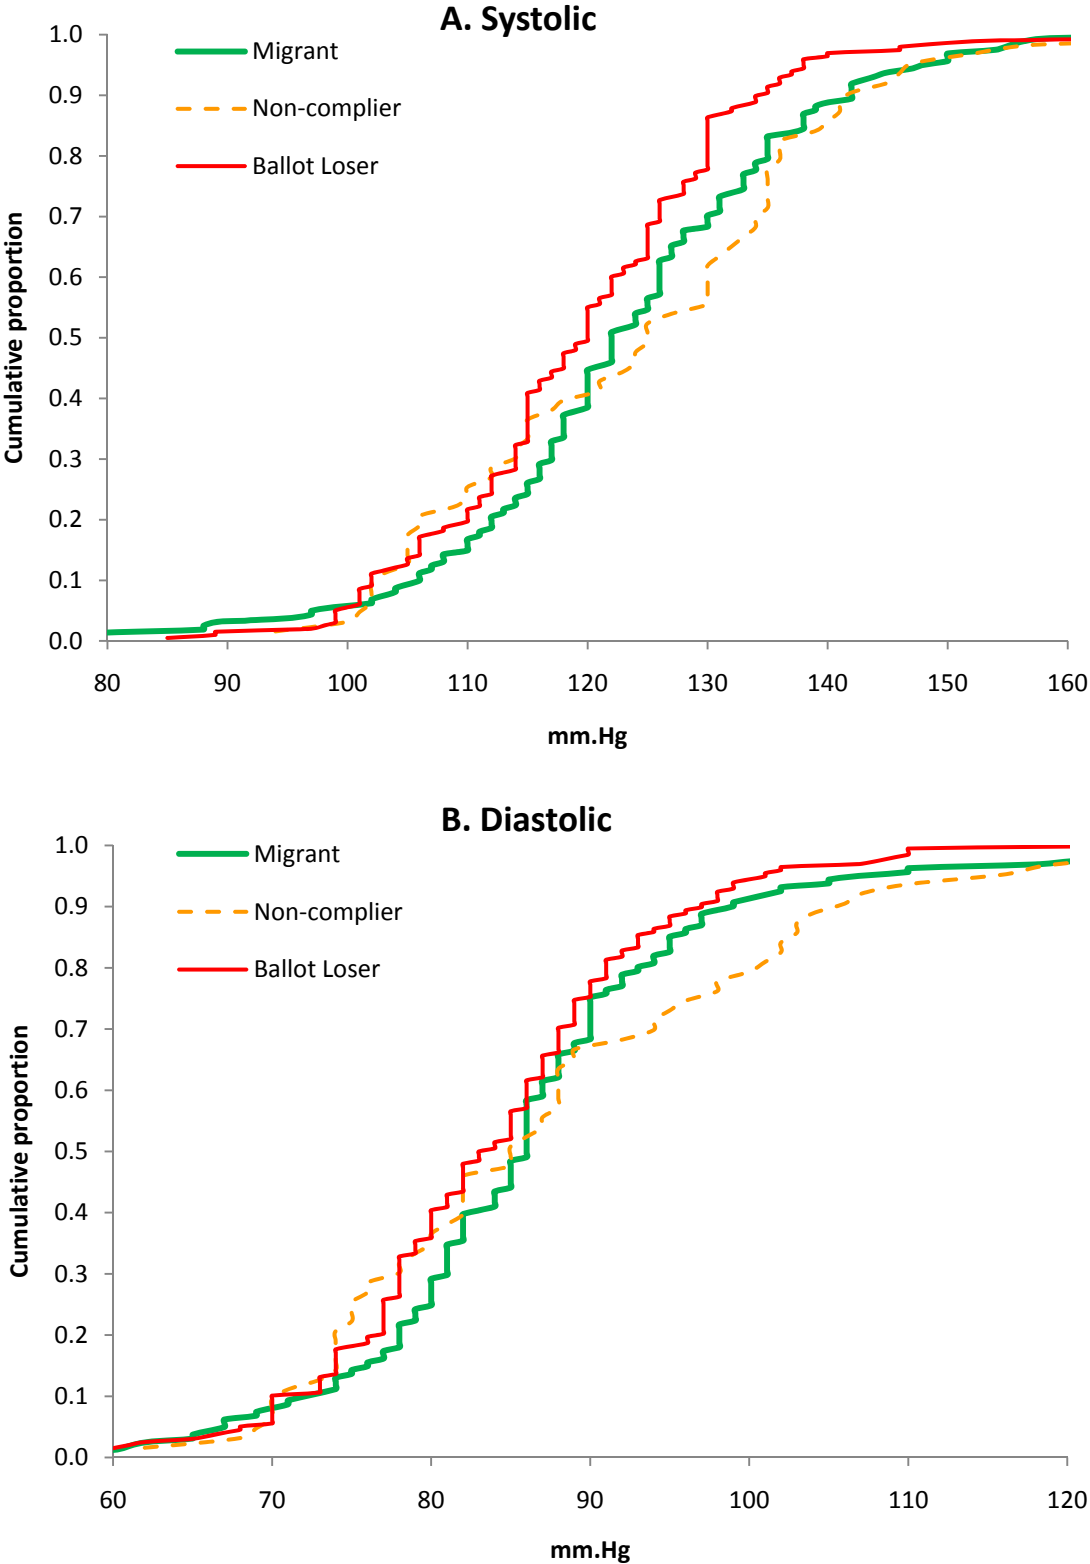 A. Systolic
Migrant
Non-complier
Ballot Loser
Cumulative proportion
1.0
0.9
0.8
0.7
0.6
0.5
0.4
0.3
0.2
0.1
0.0
80 90 100 110 120 130 140 150 160
mm.Hg
B. Diastolic
Migrant
Non-complier
Ballot Loser
Cumulative proportion
1.0
0.9
0.8
0.7
0.6
0.5
0.4
0.3
0.2
0.1
0.0
60 70 80 90 100 110 120
mm.Hg